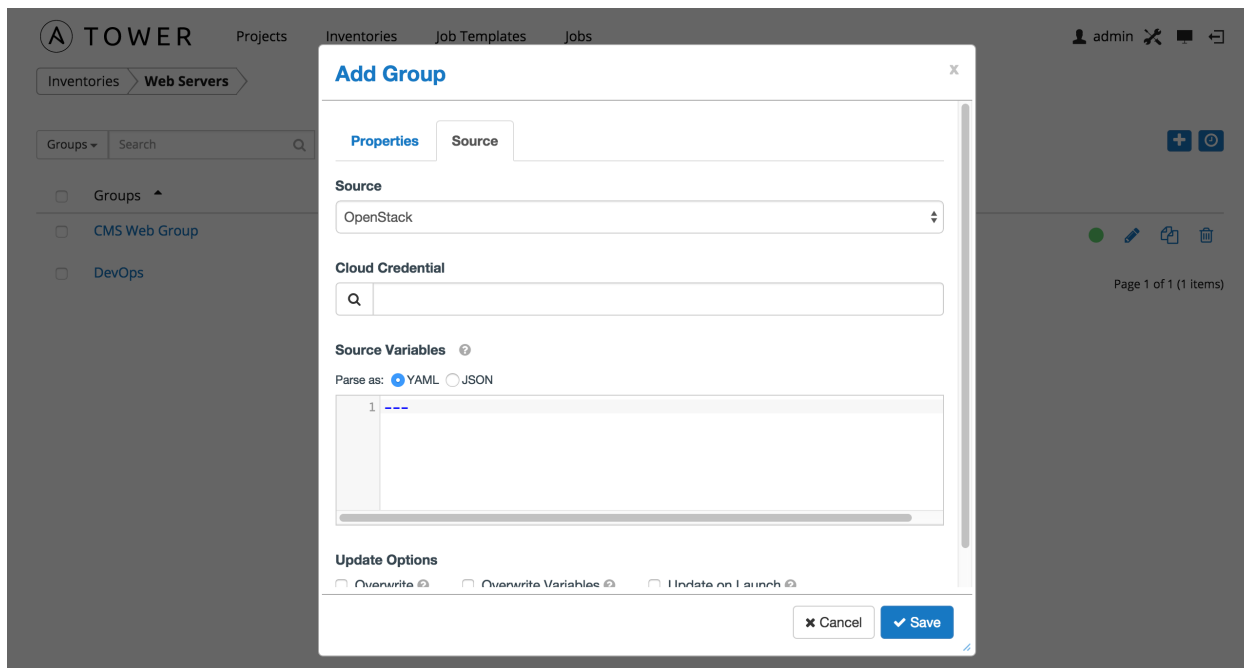 A TOWER Projects Inventories Job Templates Jobs admin
Inventories Web Servers
Groups Search
Groups
CMS Web Group
DevOps
Page 1 of 1 (1 items)
Add Group x
Properties Source
Source
OpenStack
Cloud Credential
Source Variables ?
Parse as: YAML JSON
1 ---
Update Options
Overwrite ? Overwrite Variables ? Update on Launch ?
Cancel Save